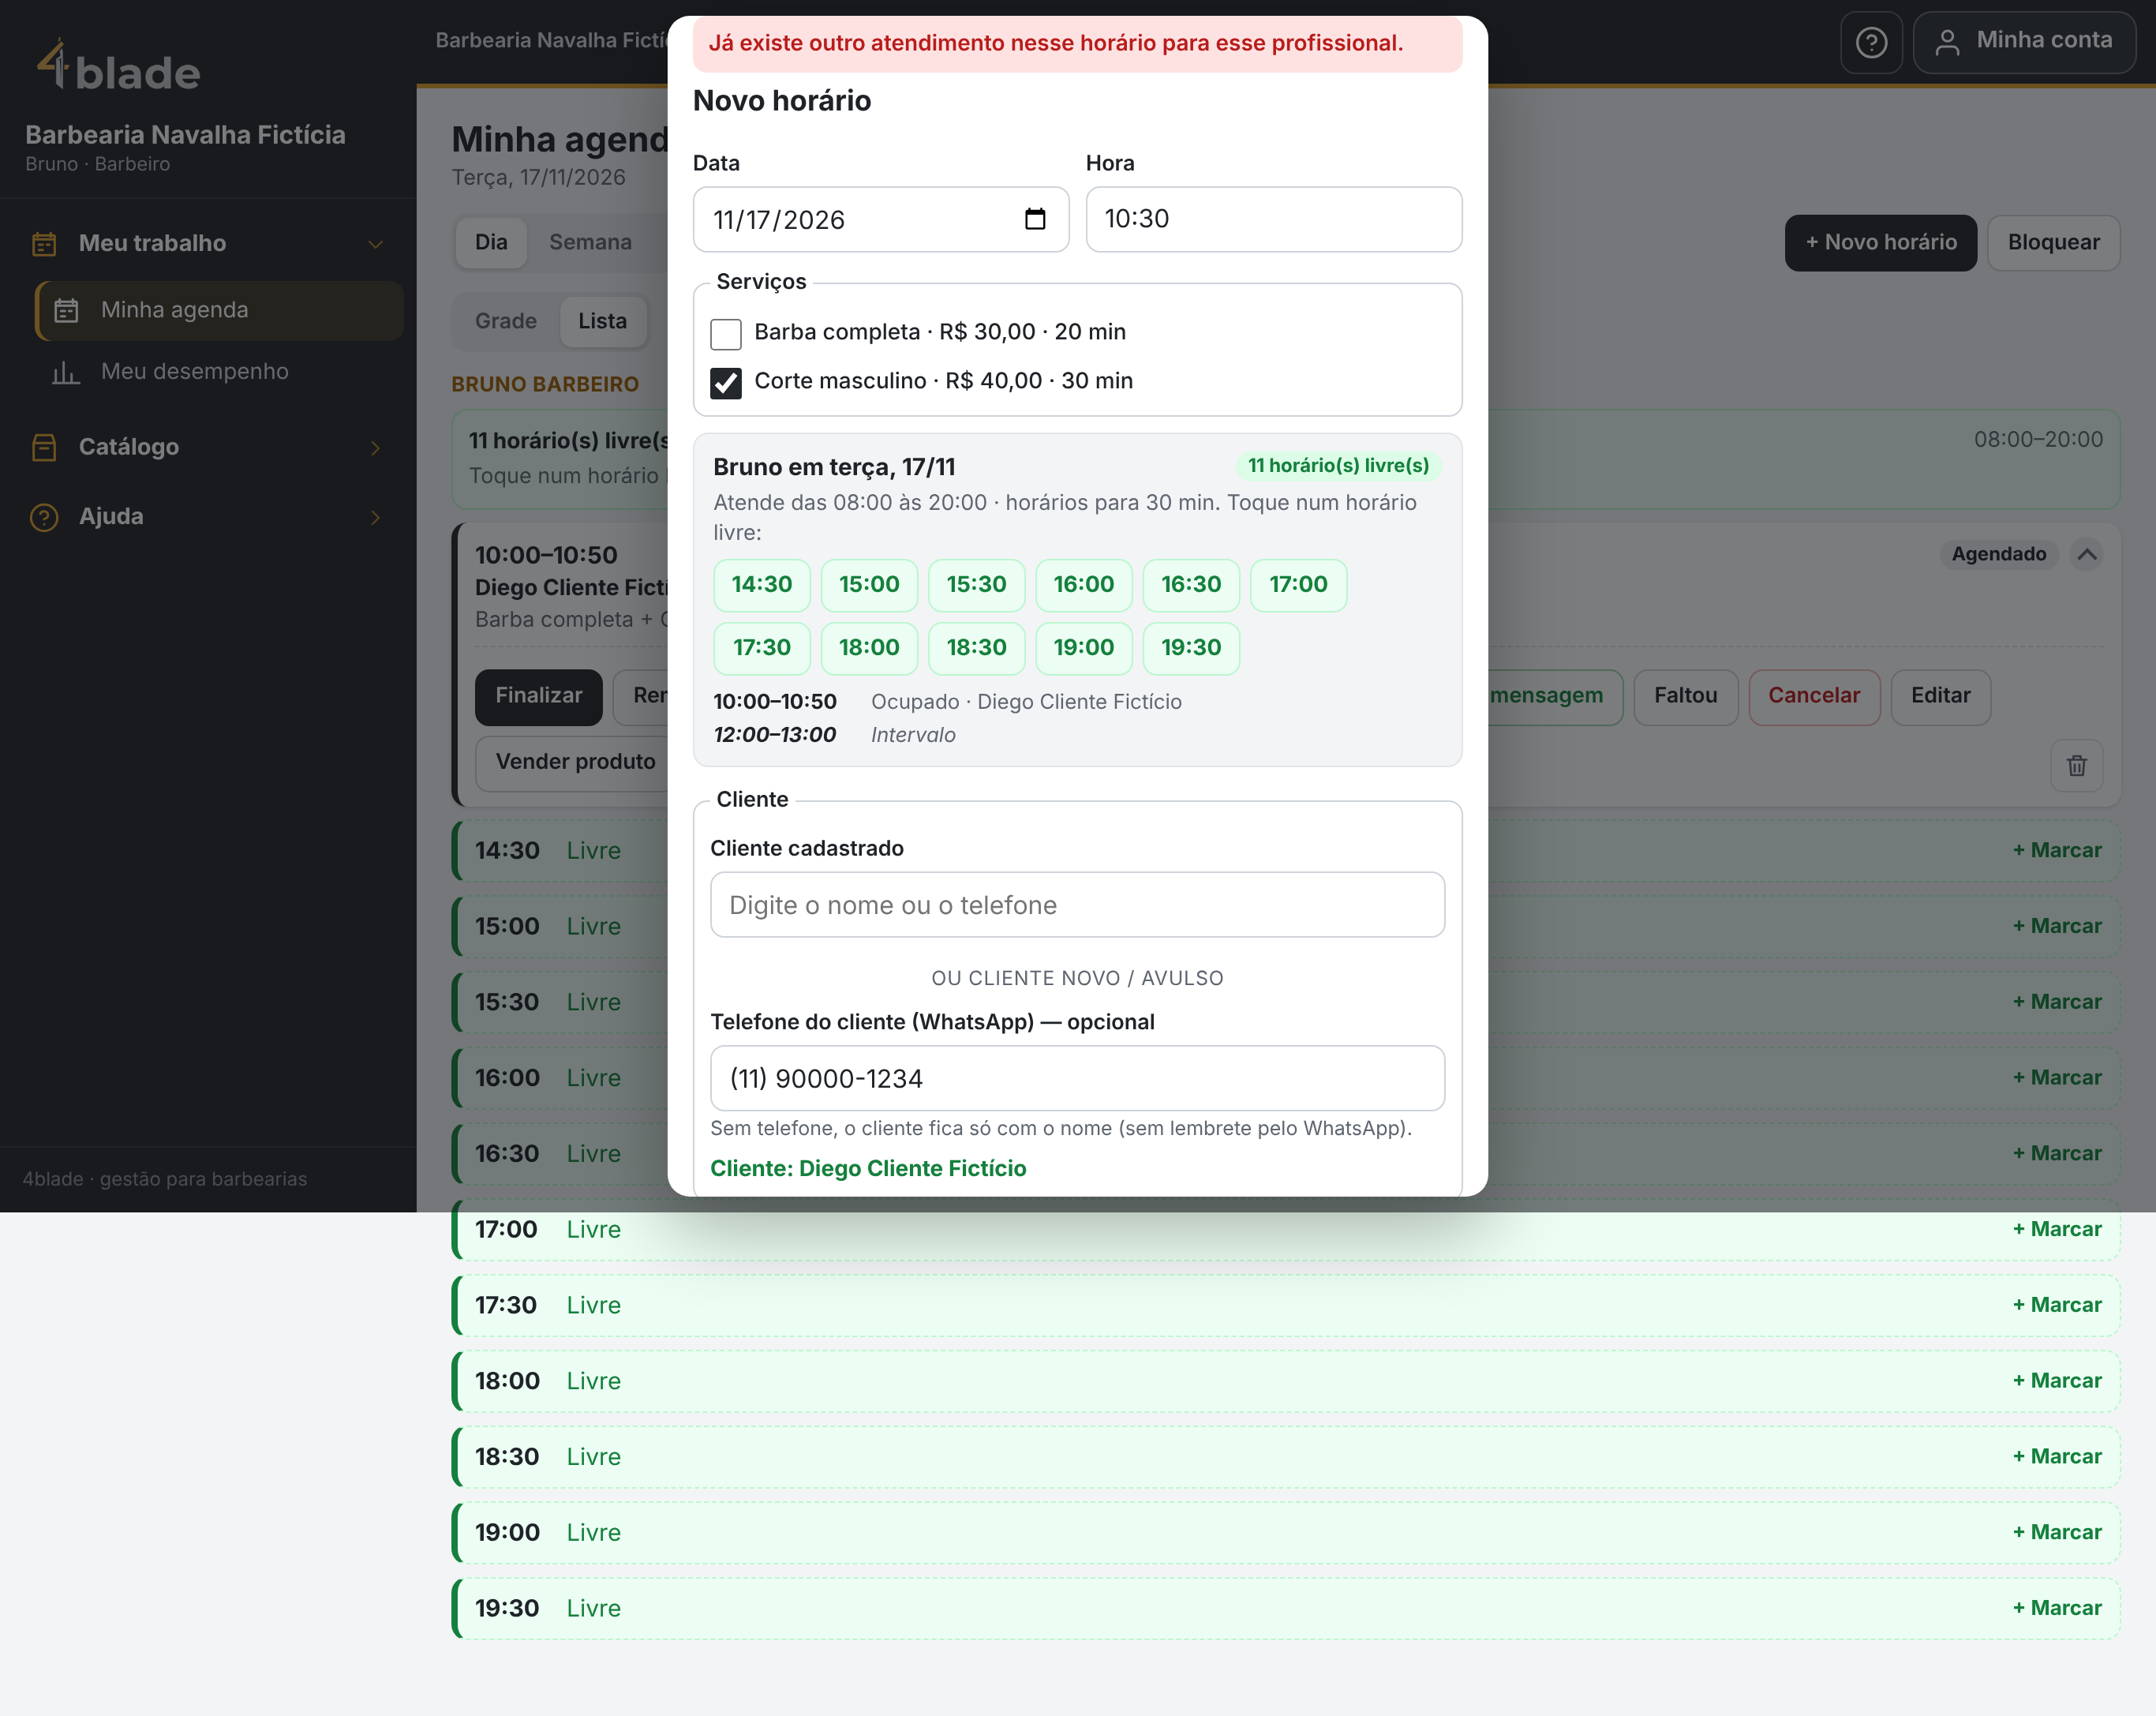 4blade
Barbearia Navalha Fictícia
Bruno · Barbeiro
Meu trabalho
Minha agenda
Meu desempenho
Catálogo
Ajuda
4blade · gestão para barbearias
Barbearia Navalha
Minha conta
Minha
Terça, 17/11/2026
Dia
Semana
+ Novo horário
Bloquear
Grade
Lista
BRUNO BARBEIRO
11 horário(s)
08:00–20:00
Toque num horário
10:00–10:50
Agendado
Diego Cliente
Barba completa +
Finalizar
mensagem
Faltou
Cancelar
Editar
Vender produto
14:30 Livre + Marcar
15:00 Livre + Marcar
15:30 Livre + Marcar
16:00 Livre + Marcar
16:30 Livre + Marcar
17:00 Livre + Marcar
17:30 Livre + Marcar
18:00 Livre + Marcar
18:30 Livre + Marcar
19:00 Livre + Marcar
19:30 Livre + Marcar
Já existe outro atendimento nesse horário para esse profissional.
Novo horário
Data
Hora
11/17/2026
10:30
Serviços
Barba completa · R$ 30,00 · 20 min
Corte masculino · R$ 40,00 · 30 min
Bruno em terça, 17/11
11 horário(s) livre(s)
Atende das 08:00 às 20:00 · horários para 30 min. Toque num horário
livre:
14:30 15:00 15:30 16:00 16:30 17:00
17:30 18:00 18:30 19:00 19:30
10:00–10:50 Ocupado · Diego Cliente Fictício
12:00–13:00 Intervalo
Cliente
Cliente cadastrado
Digite o nome ou o telefone
OU CLIENTE NOVO / AVULSO
Telefone do cliente (WhatsApp) — opcional
(11) 90000-1234
Sem telefone, o cliente fica só com o nome (sem lembrete pelo WhatsApp).
Cliente: Diego Cliente Fictício